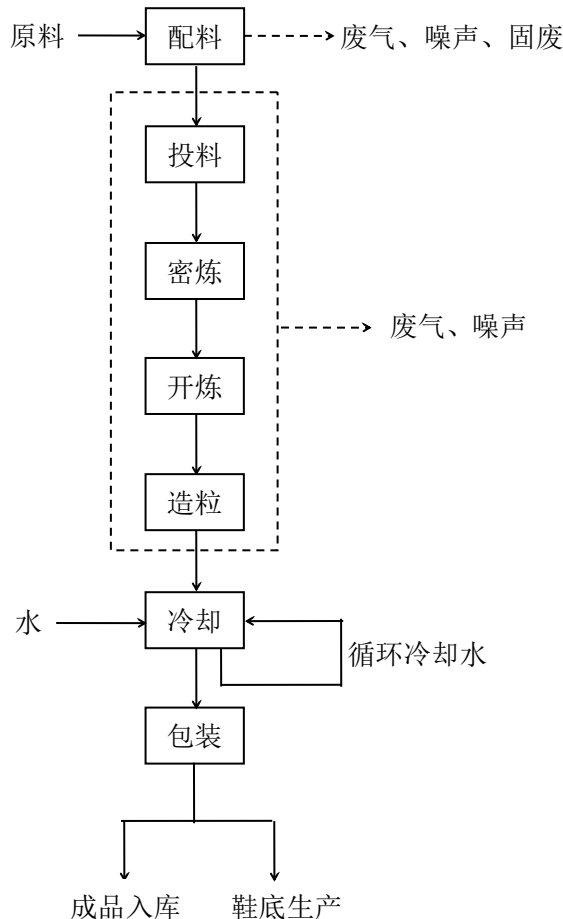 原料
配料
废气、噪声、固废
投料
密炼
废气、噪声
开炼
造粒
水
冷却
循环冷却水
包装
成品入库
鞋底生产